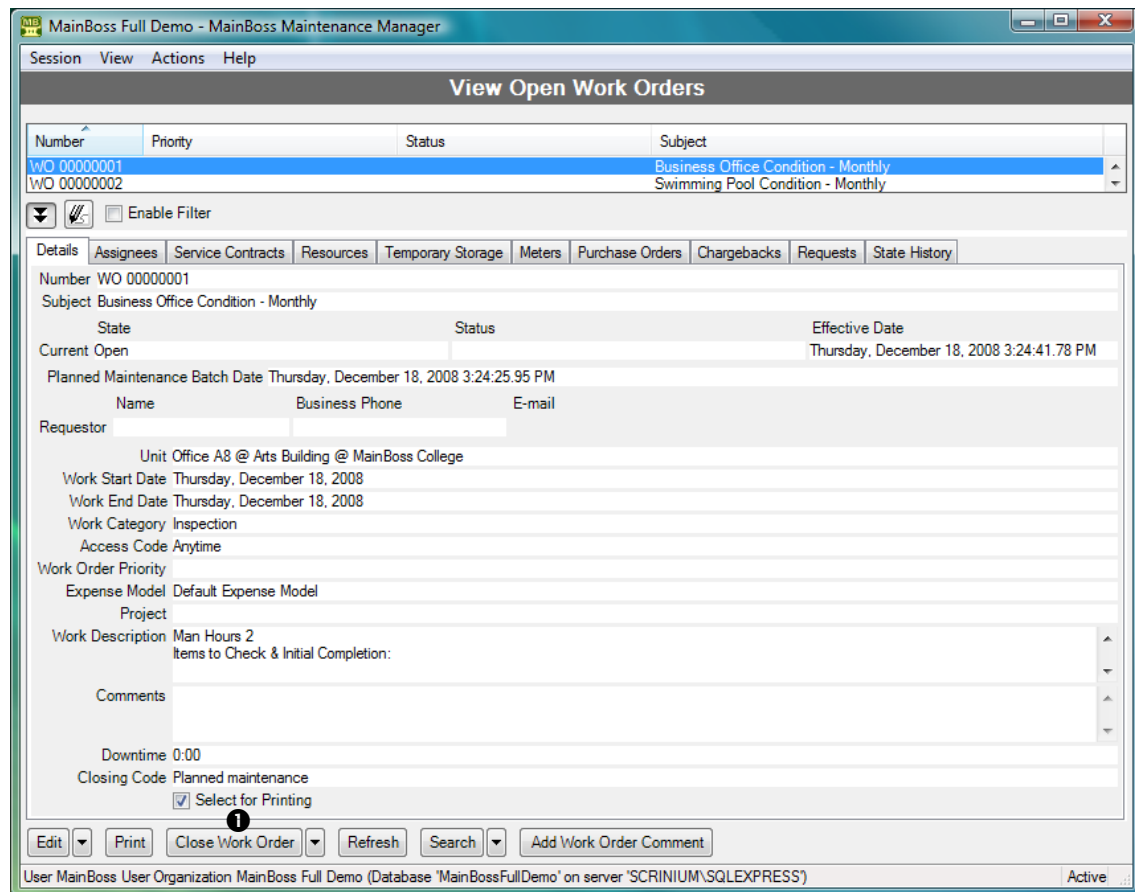 MainBoss Full Demo - MainBoss Maintenance Manager
Session View Actions Help
View Open Work Orders
Number Priority Status Subject
WO 00000001 Business Office Condition - Monthly
WO 00000002 Swimming Pool Condition - Monthly
Enable Filter
Details Assignees Service Contracts Resources Temporary Storage Meters Purchase Orders Chargebacks Requests State History
Number WO 00000001
Subject Business Office Condition - Monthly
State Status Effective Date
Current Open Thursday, December 18, 2008 3:24:41.78 PM
Planned Maintenance Batch Date Thursday, December 18, 2008 3:24:25.95 PM
Name Business Phone E-mail
Requestor
Unit Office A8 @ Arts Building @ MainBoss College
Work Start Date Thursday, December 18, 2008
Work End Date Thursday, December 18, 2008
Work Category Inspection
Access Code Anytime
Work Order Priority
Expense Model Default Expense Model
Project
Work Description Man Hours 2
Items to Check & Initial Completion:
Comments
Downtime 0:00
Closing Code Planned maintenance
Select for Printing
❶
Edit Print Close Work Order Refresh Search Add Work Order Comment
User MainBoss User Organization MainBoss Full Demo (Database 'MainBossFullDemo' on server 'SCRINIUM\SQLEXPRESS') Active